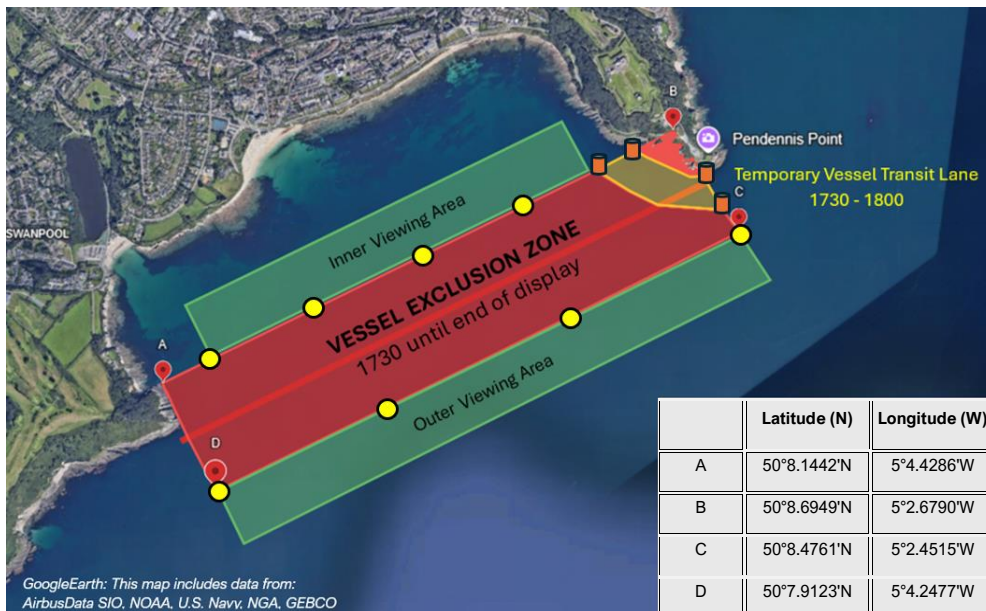 B
Pendennis Point
Temporary Vessel Transit Lane
1730 - 1800
C
SWANPOOL
Inner Viewing Area
VESSEL EXCLUSION ZONE
1730 until end of display
A
Outer Viewing Area
D
Latitude (N) Longitude (W)
A 50°8.1442'N 5°4.4286'W
B 50°8.6949'N 5°2.6790'W
C 50°8.4761'N 5°2.4515'W
D 50°7.9123'N 5°4.2477'W
GoogleEarth: This map includes data from:
AirbusData SIO, NOAA, U.S. Navy, NGA, GEBCO